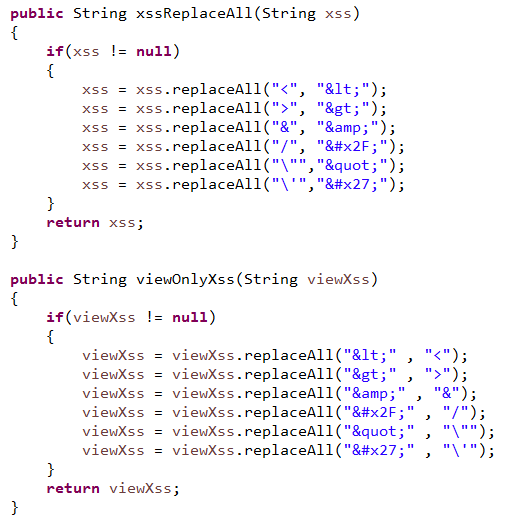 public String xssReplaceAll(String xss)
{
    if(xss != null)
    {
        xss = xss.replaceAll("<", "&lt;");
        xss = xss.replaceAll(">", "&gt;");
        xss = xss.replaceAll("&", "&amp;");
        xss = xss.replaceAll("/", "&#x2F;");
        xss = xss.replaceAll("\"","&quot;");
        xss = xss.replaceAll("\'","&#x27;");
    }
    return xss;
}

public String viewOnlyXss(String viewXss)
{
    if(viewXss != null)
    {
        viewXss = viewXss.replaceAll("&lt;" , "<");
        viewXss = viewXss.replaceAll("&gt;" , ">");
        viewXss = viewXss.replaceAll("&amp;" , "&");
        viewXss = viewXss.replaceAll("&#x2F;" , "/");
        viewXss = viewXss.replaceAll("&quot;" , "\"");
        viewXss = viewXss.replaceAll("&#x27;" , "\'");
    }
    return viewXss;
}